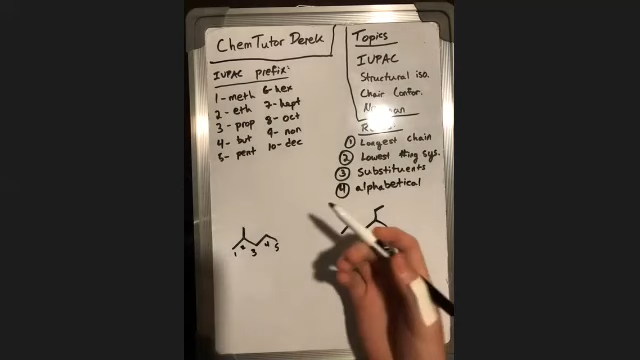 ChemTutor Derek
IUPAC prefix:
1- meth 6- hex
2- eth 7- hapt
3- prop 8- oct
4- but 9- non
5- pent 10- dec
Topics
IUPAC
Structural iso.
Chair Confor.
1 Longest chain
2 Lowest #ing sys.
3 Substituents
4 alphabetical
1 2 3 4 5